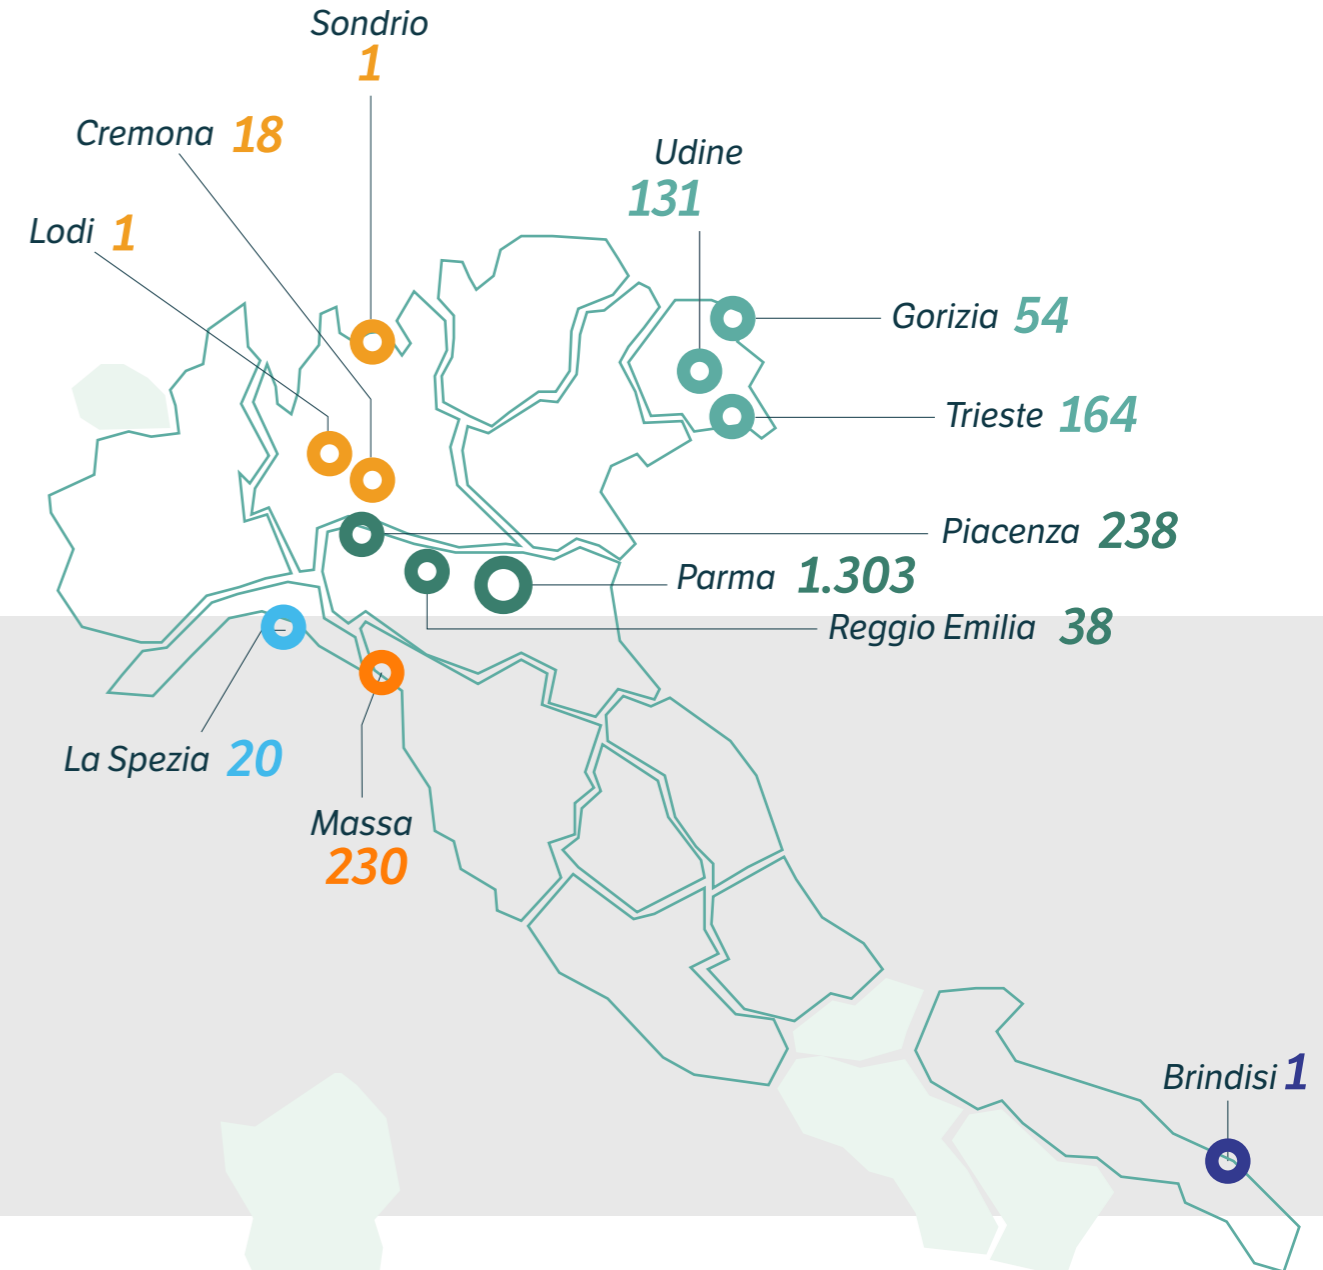 Sondrio
1
Cremona 18
Udine
131
Lodi 1
Gorizia 54
Trieste 164
Piacenza 238
Parma 1.303
Reggio Emilia 38
La Spezia 20
Massa
230
Brindisi 1